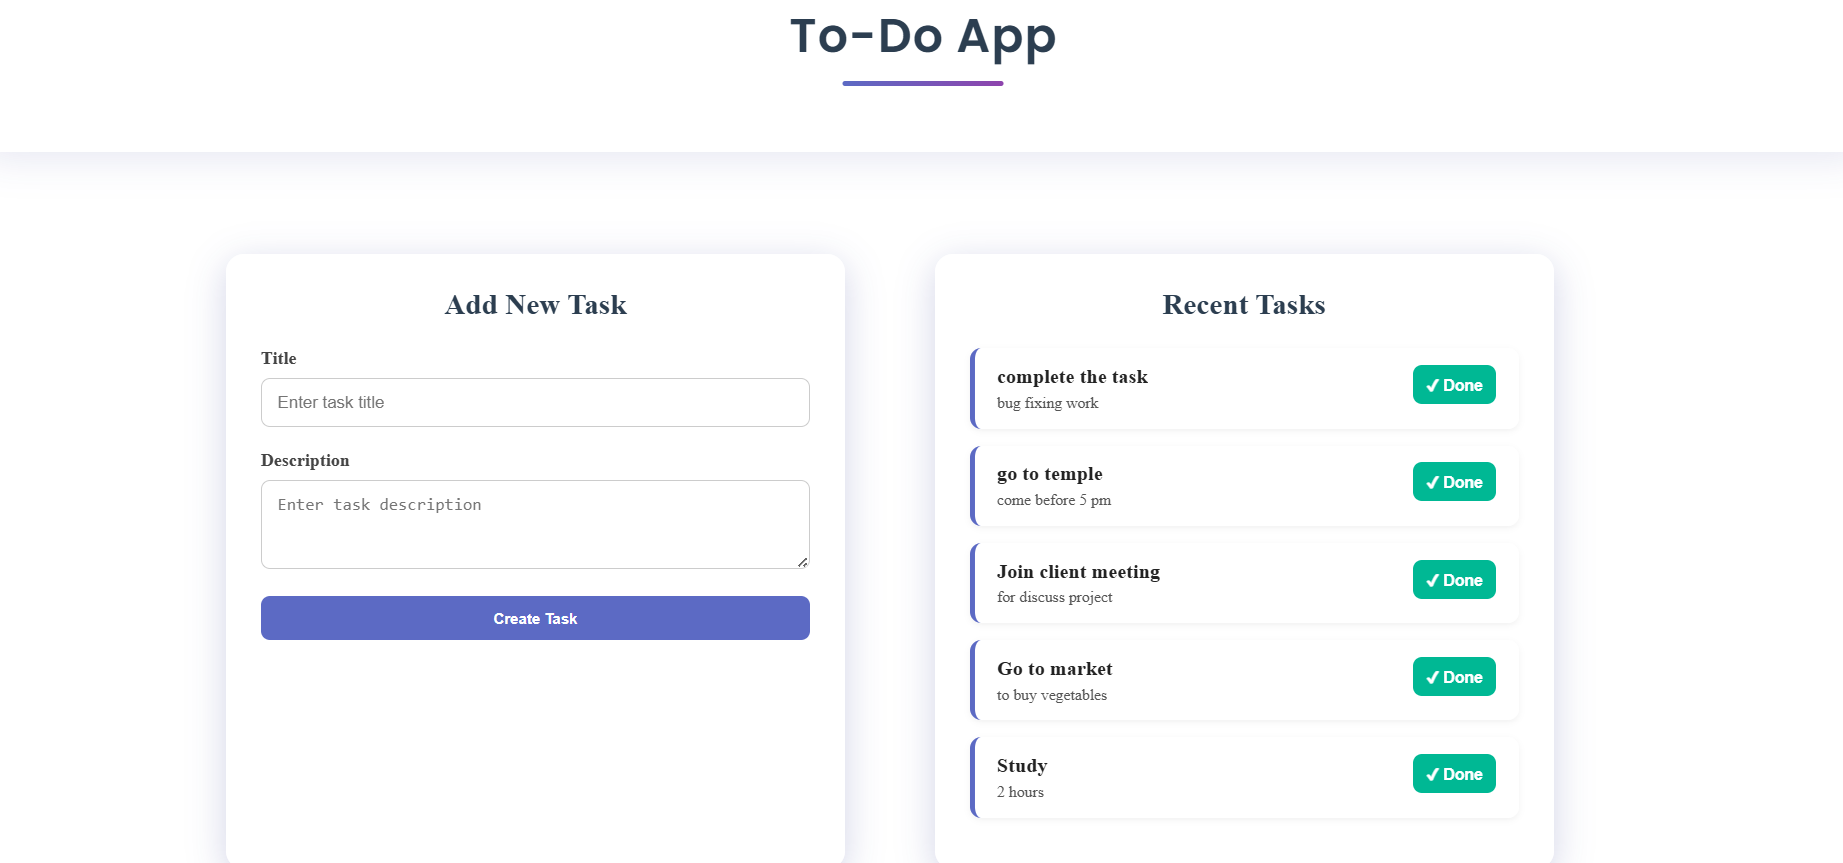 To-Do App
Add New Task
Title
Enter task title
Description
Enter task description
Create Task
Recent Tasks
complete the task
bug fixing work
✓ Done
go to temple
come before 5 pm
✓ Done
Join client meeting
for discuss project
✓ Done
Go to market
to buy vegetables
✓ Done
Study
2 hours
✓ Done